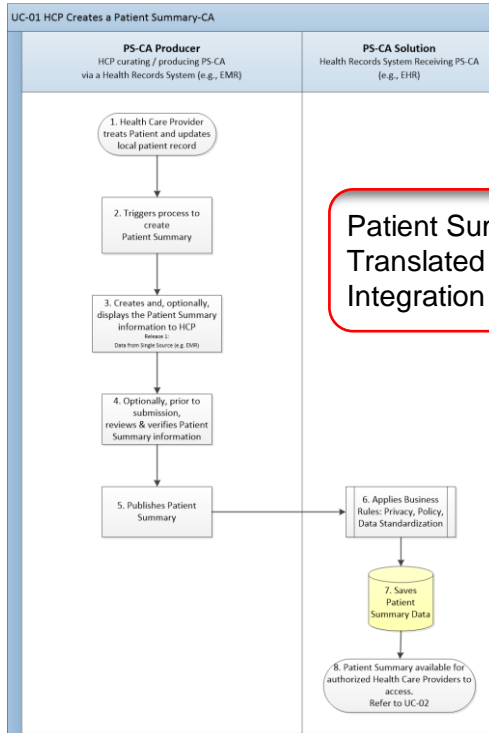 UC-01 HCP Creates a Patient Summary-CA
PS-CA Producer
HCP curating / producing PS-CA
via a Health Records System (e.g., EMR)
PS-CA Solution
Health Records System Receiving PS-CA
(e.g., EHR)
1. Health Care Provider
treats Patient and updates
local patient record
2. Triggers process to
create
Patient Summary
3. Creates and, optionally,
displays the Patient Summary
information to HCP
Release 1:
Data from Single Source (e.g. EMR)
4. Optionally, prior to
submission,
reviews & verifies Patient
Summary information
5. Publishes Patient
Summary
6. Applies Business
Rules: Privacy, Policy,
Data Standardization
7. Saves
Patient
Summary Data
8. Patient Summary available for
authorized Health Care Providers to
access.
Refer to UC-02
Patient Sur
Translated
Integration